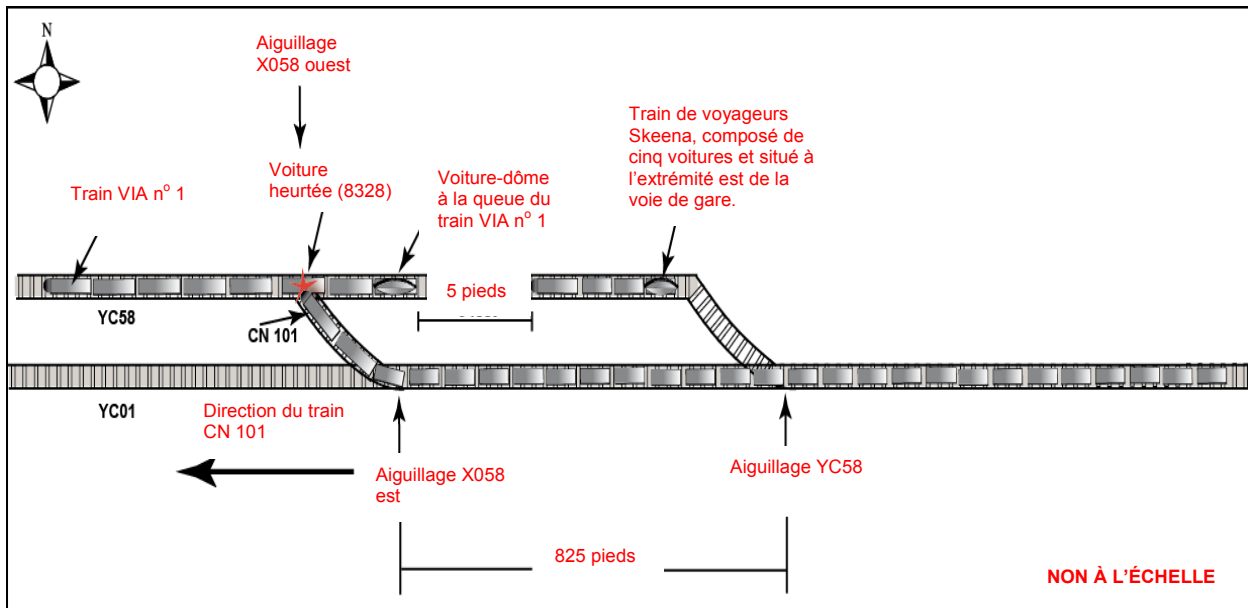 N
Aiguillage
X058 ouest
Train de voyageurs
Skeena, composé de
cinq voitures et situé à
l'extrémité est de la
voie de gare.
Voiture
heurtée (8328)
Voiture-dôme
à la queue du
train VIA nº 1
Train VIA nº 1
5 pieds
YC58
CN 101
YC01
Direction du train
CN 101
Aiguillage X058
est
Aiguillage YC58
825 pieds
NON À L'ÉCHELLE